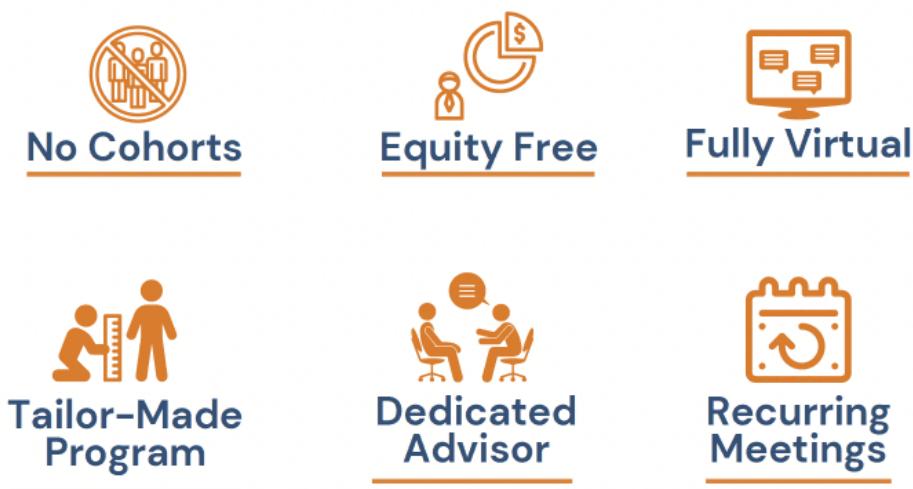 $
No Cohorts
Equity Free
Fully Virtual
Tailor-Made
Program
Dedicated
Advisor
Recurring
Meetings